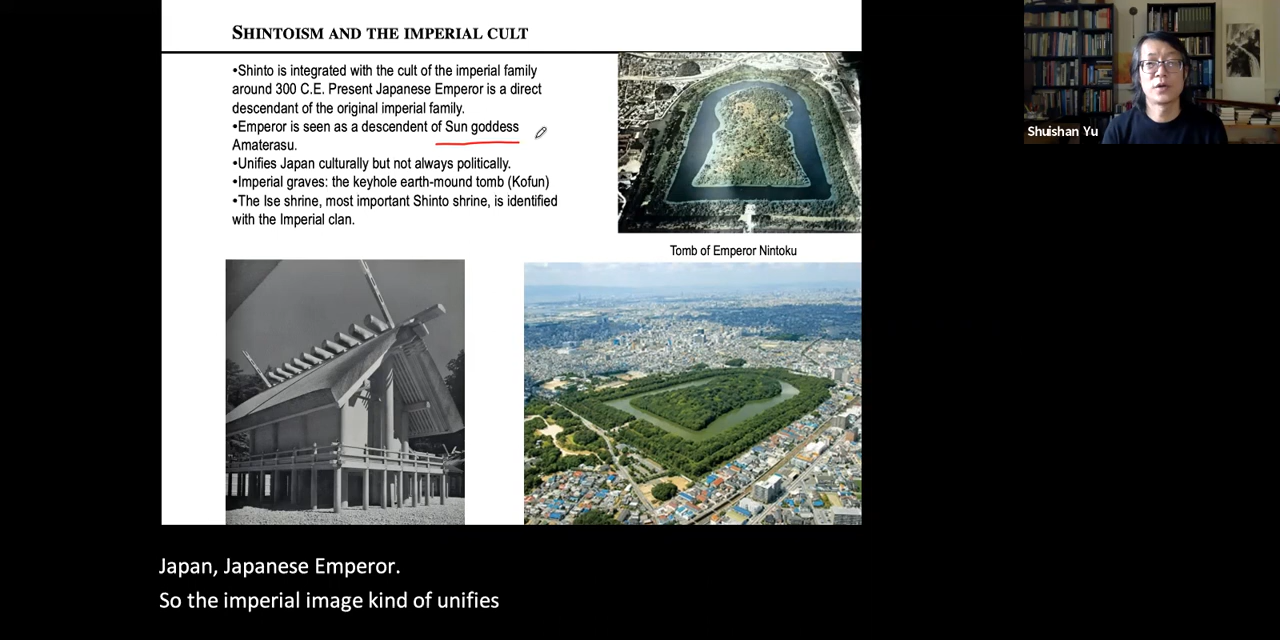 SHINTOISM AND THE IMPERIAL CULT
•Shinto is integrated with the cult of the imperial family
around 300 C.E. Present Japanese Emperor is a direct
descendant of the original imperial family.
•Emperor is seen as a descendent of Sun goddess
Amaterasu.
•Unifies Japan culturally but not always politically.
•Imperial graves: the keyhole earth-mound tomb (Kofun)
•The Ise shrine, most important Shinto shrine, is identified
with the Imperial clan.
Tomb of Emperor Nintoku
Shuishan Yu
Japan, Japanese Emperor.
So the imperial image kind of unifies